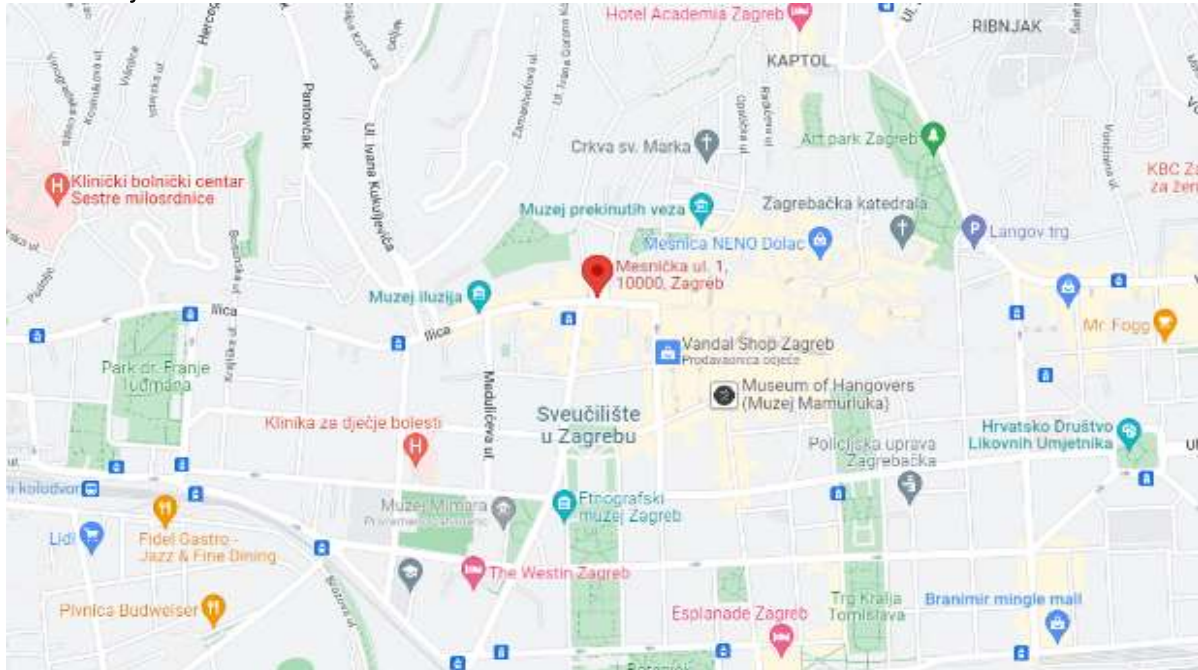 Hotel Academia Zagreb
RIBNJAK
KAPTOL
Pantovčak
Ul. Ivana Kukuljevića
Crkva sv. Marka
Art park Zagreb
Klinički bolnički centar
Sestre milosrdnice
Muzej prekinutih veza
Zagrebačka katedrala
Mesnica NENO Dolac
Langov trg
Mesnička ul. 1,
10000, Zagreb
Muzej iluzija
Ilica
Ilica
Mr. Fogg
Vandal Shop Zagreb
Prodavaonica odjeće
Park dr. Franje
Tuđmana
Medulićeva ul.
Museum of Hangovers
(Muzej Mamurluka)
Klinika za dječje bolesti
Sveučilište
u Zagrebu
Hrvatsko Društvo
Likovnih Umjetnika
Policijska uprava
Zagrebačka
Muzej Mimara
Privremeno zatvoreno
Etnografski
muzej Zagreb
Lidl
Fidel Gastro -
Jazz & Fine Dining
The Westin Zagreb
Pivnica Budweiser
Esplanade Zagreb
Trg Kralja
Tomislava
Branimir mingle mall